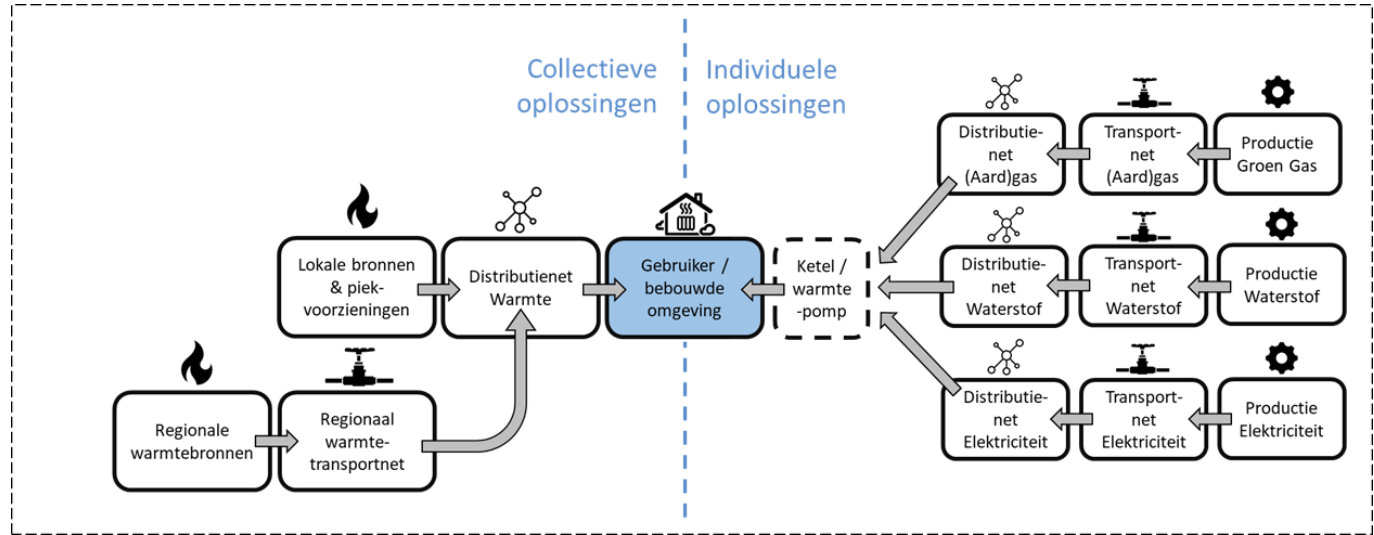 Collectieve
oplossingen
Individuele
oplossingen
Lokale bronnen
& piek-
voorzieningen
Distributienet
Warmte
Gebruiker /
bebouwde
omgeving
Ketel /
warmte
-pomp
Regionale
warmtebronnen
Regionaal
warmte-
transportnet
Distributie-
net
(Aard)gas
Transport-
net
(Aard)gas
Productie
Groen Gas
Distributie-
net
Waterstof
Transport-
net
Waterstof
Productie
Waterstof
Distributie-
net
Elektriciteit
Transport-
net
Elektriciteit
Productie
Elektriciteit